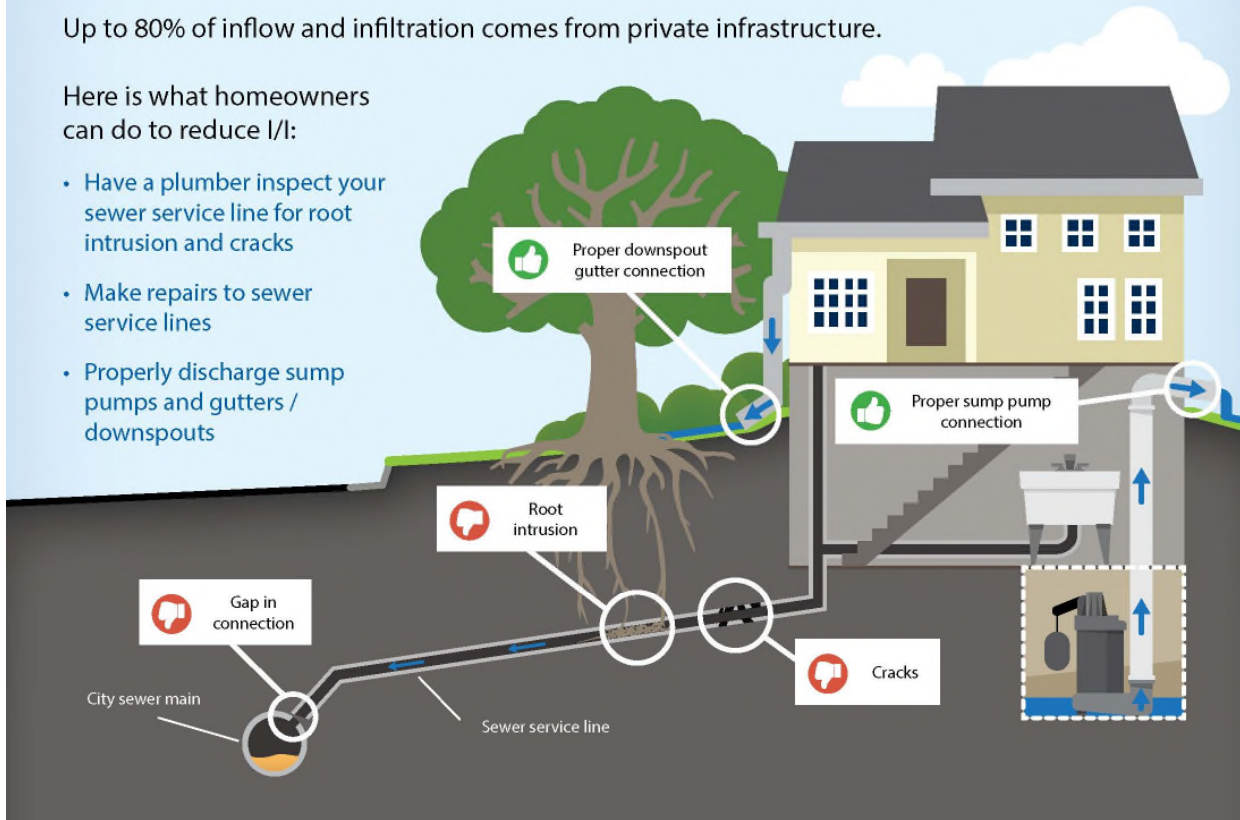 Up to 80% of inflow and infiltration comes from private infrastructure.
Here is what homeowners
can do to reduce I/I:
• Have a plumber inspect your
sewer service line for root
intrusion and cracks
• Make repairs to sewer
service lines
• Properly discharge sump
pumps and gutters /
downspouts
Proper downspout
gutter connection
Proper sump pump
connection
Root
intrusion
Gap in
connection
Cracks
City sewer main
Sewer service line